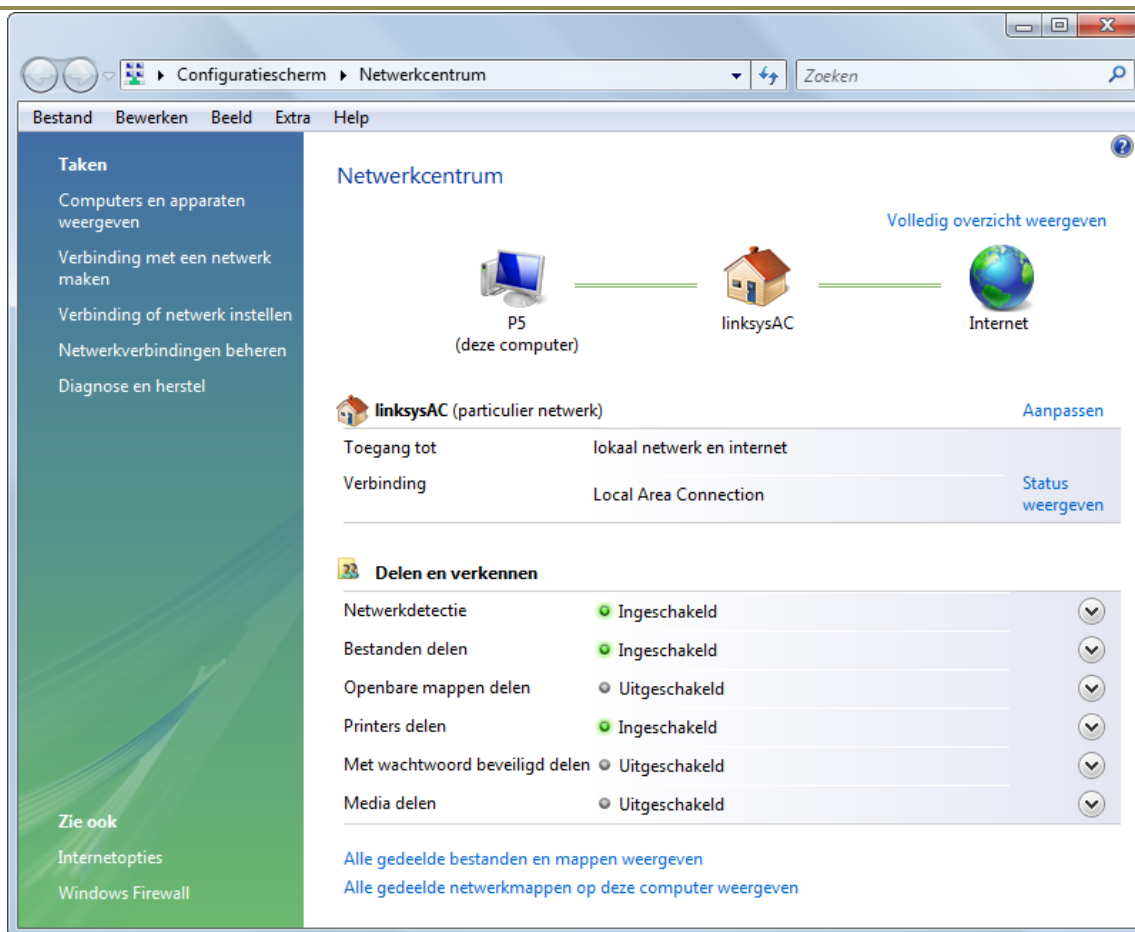 Configuratiescherm Netwerkcentrum
Zoeken
Bestand Bewerken Beeld Extra Help
Taken
Computers en apparaten
weergeven
Verbinding met een netwerk
maken
Verbinding of netwerk instellen
Netwerkverbindingen beheren
Diagnose en herstel
Zie ook
Internetopties
Windows Firewall
Netwerkcentrum
Volledig overzicht weergeven
P5
(deze computer)
linksysAC
Internet
linksysAC (particulier netwerk) Aanpassen
Toegang tot lokaal netwerk en internet
Verbinding Local Area Connection
Status
weergeven
Delen en verkennen
Netwerkdetectie Ingeschakeld
Bestanden delen Ingeschakeld
Openbare mappen delen Uitgeschakeld
Printers delen Ingeschakeld
Met wachtwoord beveiligd delen Uitgeschakeld
Media delen Uitgeschakeld
Alle gedeelde bestanden en mappen weergeven
Alle gedeelde netwerkmappen op deze computer weergeven